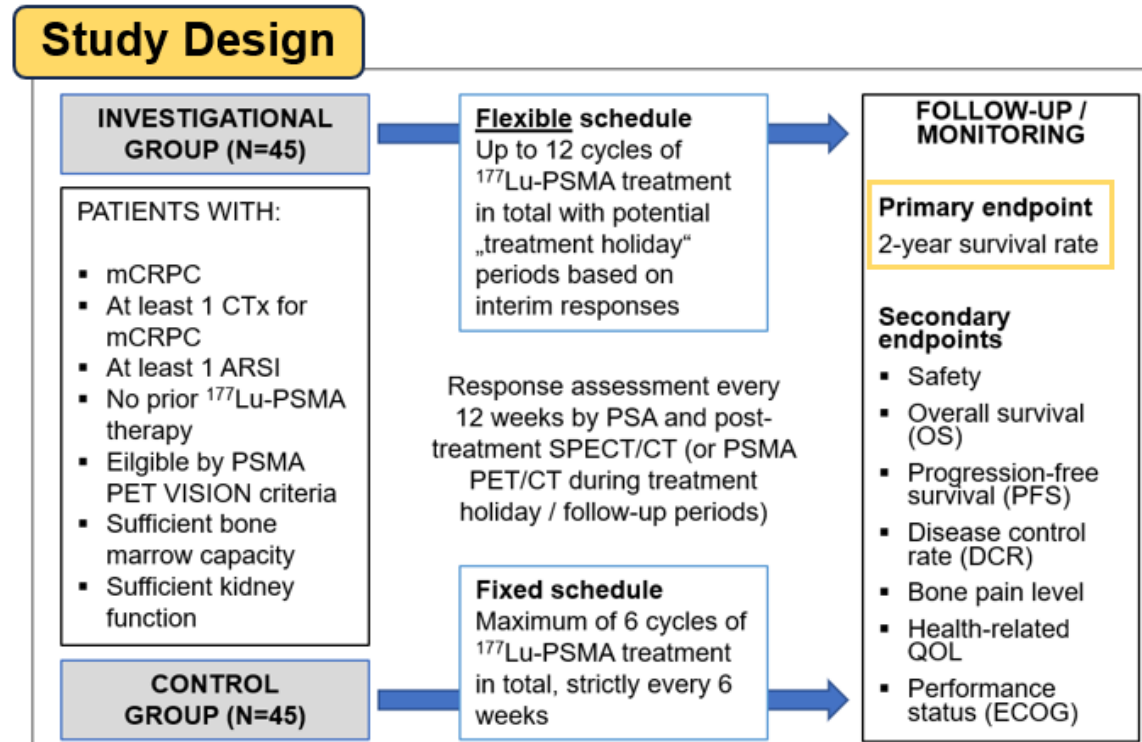 Study Design
INVESTIGATIONAL
GROUP (N=45)
PATIENTS WITH:
▪ mCRPC
▪ At least 1 CTx for
mCRPC
▪ At least 1 ARSI
▪ No prior ¹⁷⁷Lu-PSMA
therapy
▪ Eilgible by PSMA
PET VISION criteria
▪ Sufficient bone
marrow capacity
▪ Sufficient kidney
function
CONTROL
GROUP (N=45)
Flexible schedule
Up to 12 cycles of
¹⁷⁷Lu-PSMA treatment
in total with potential
„treatment holiday“
periods based on
interim responses
Response assessment every
12 weeks by PSA and post-
treatment SPECT/CT (or PSMA
PET/CT during treatment
holiday / follow-up periods)
Fixed schedule
Maximum of 6 cycles of
¹⁷⁷Lu-PSMA treatment
in total, strictly every 6
weeks
FOLLOW-UP /
MONITORING
Primary endpoint
2-year survival rate
Secondary
endpoints
▪ Safety
▪ Overall survival
(OS)
▪ Progression-free
survival (PFS)
▪ Disease control
rate (DCR)
▪ Bone pain level
▪ Health-related
QOL
▪ Performance
status (ECOG)